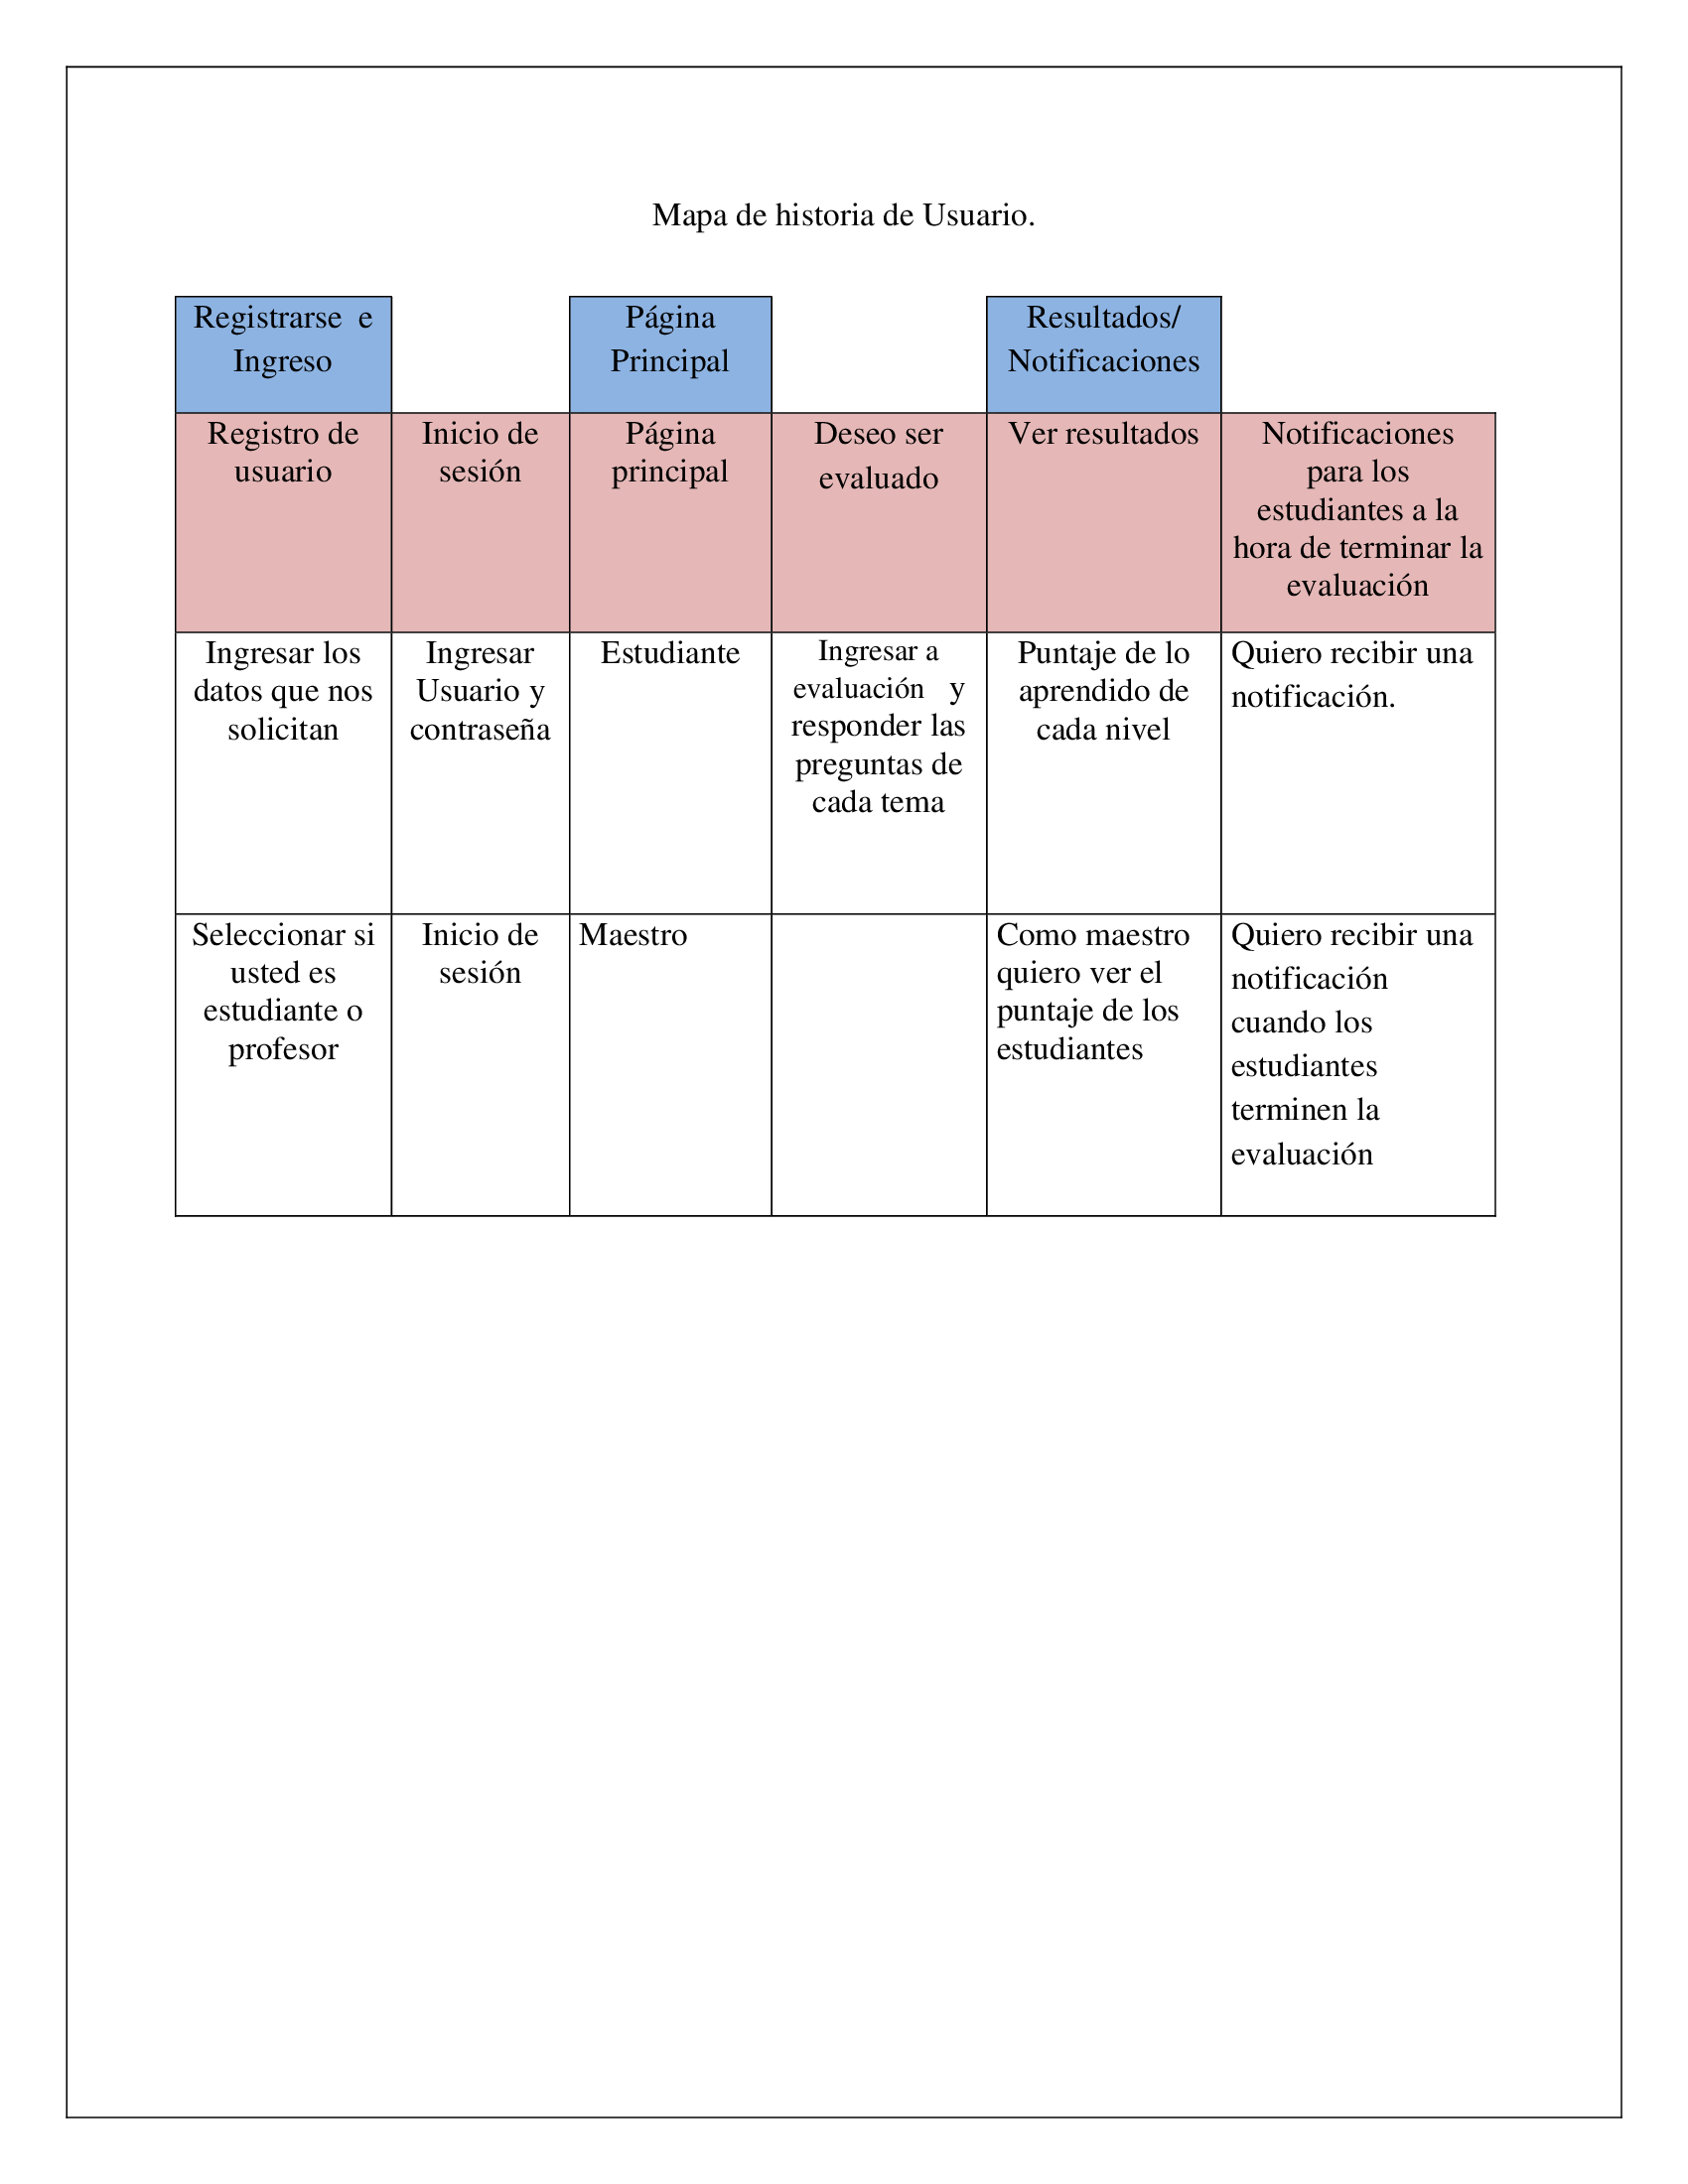 Mapa de historia de Usuario.
Registrarse e
Ingreso
Página
Principal
Resultados/
Notificaciones
Registro de
usuario
Inicio de
sesión
Página
principal
Deseo ser
evaluado
Ver resultados
Notificaciones
para los
estudiantes a la
hora de terminar la
evaluación
Ingresar los
datos que nos
solicitan
Ingresar
Usuario y
contraseña
Estudiante
Ingresar a
evaluación y
responder las
preguntas de
cada tema
Puntaje de lo
aprendido de
cada nivel
Quiero recibir una
notificación.
Seleccionar si
usted es
estudiante o
profesor
Inicio de
sesión
Maestro
Como maestro
quiero ver el
puntaje de los
estudiantes
Quiero recibir una
notificación
cuando los
estudiantes
terminen la
evaluación